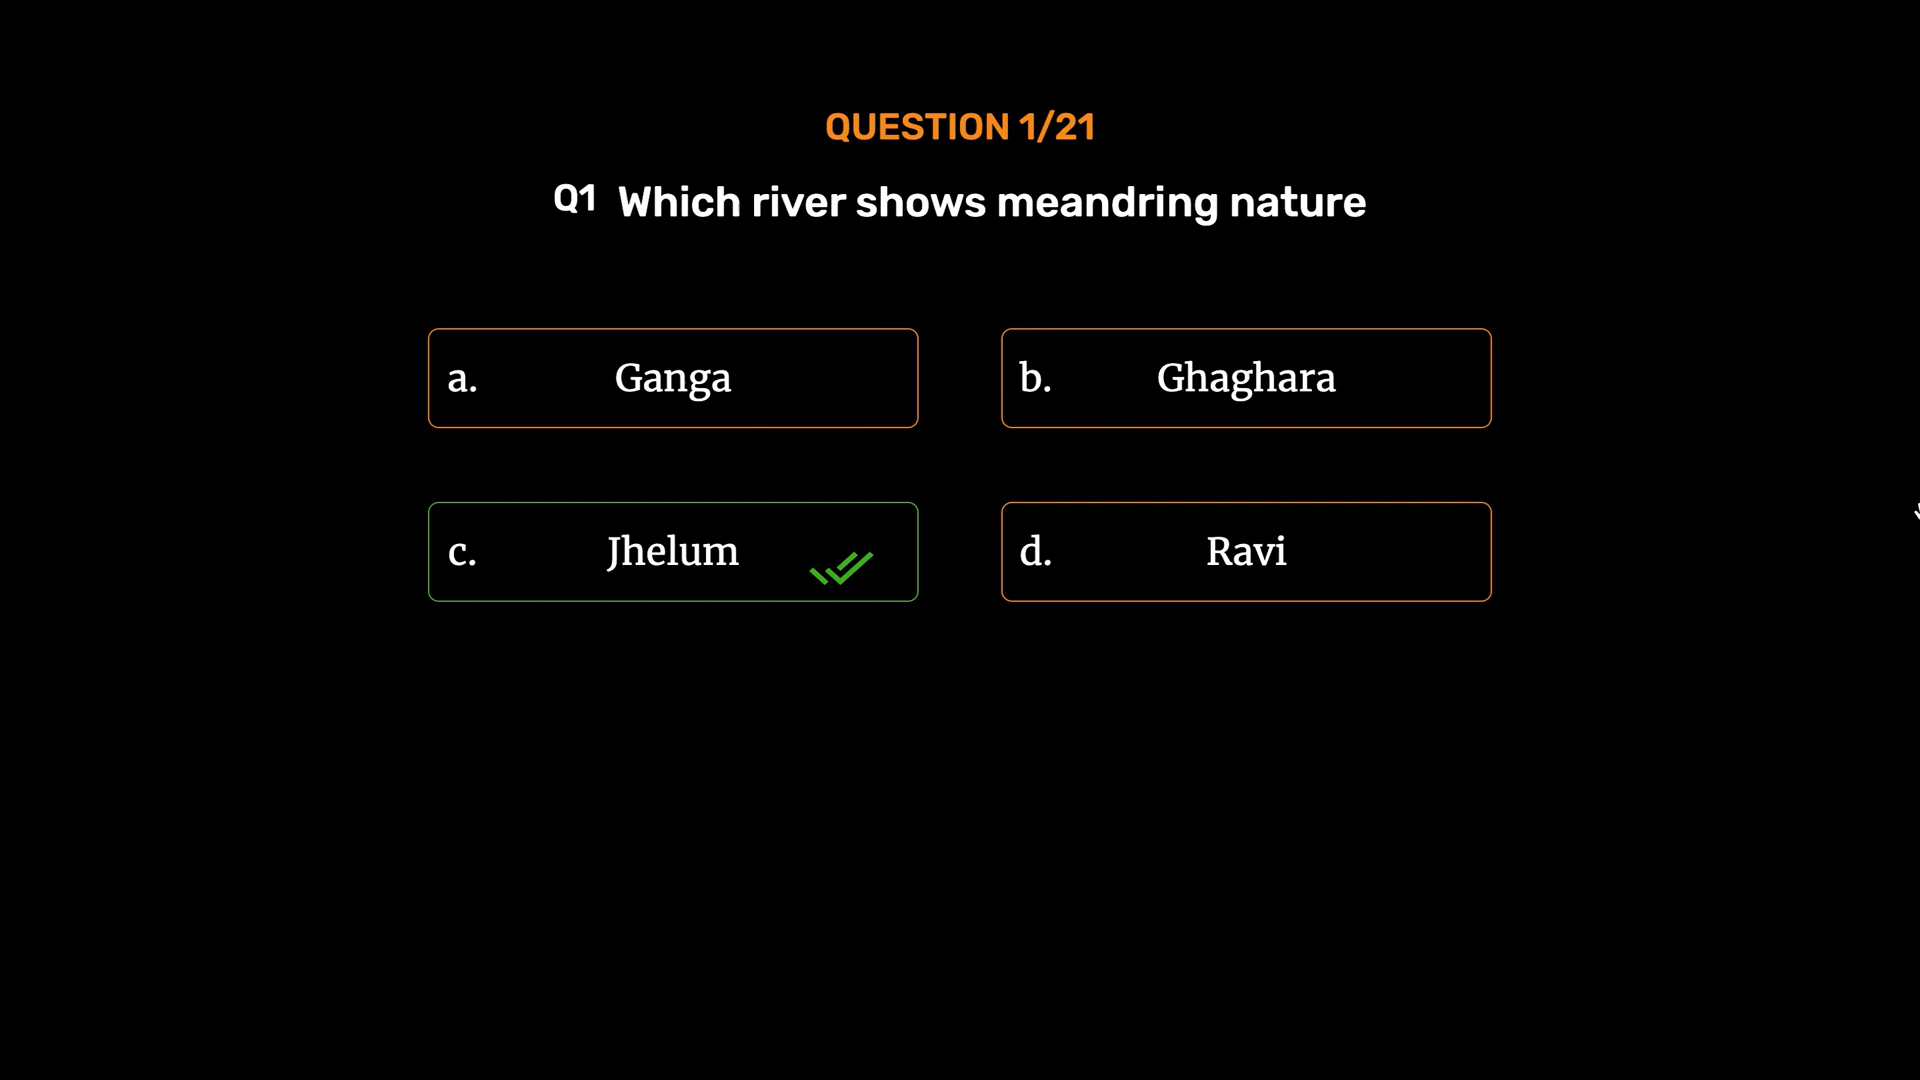 QUESTION 1/21
Q1 Which river shows meandring nature
a. Ganga
b. Ghaghara
c. Jhelum
d. Ravi